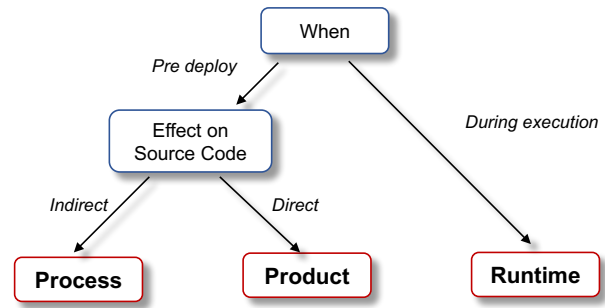 When
Pre deploy
During execution
Effect on
Source Code
Indirect
Direct
Process
Product
Runtime